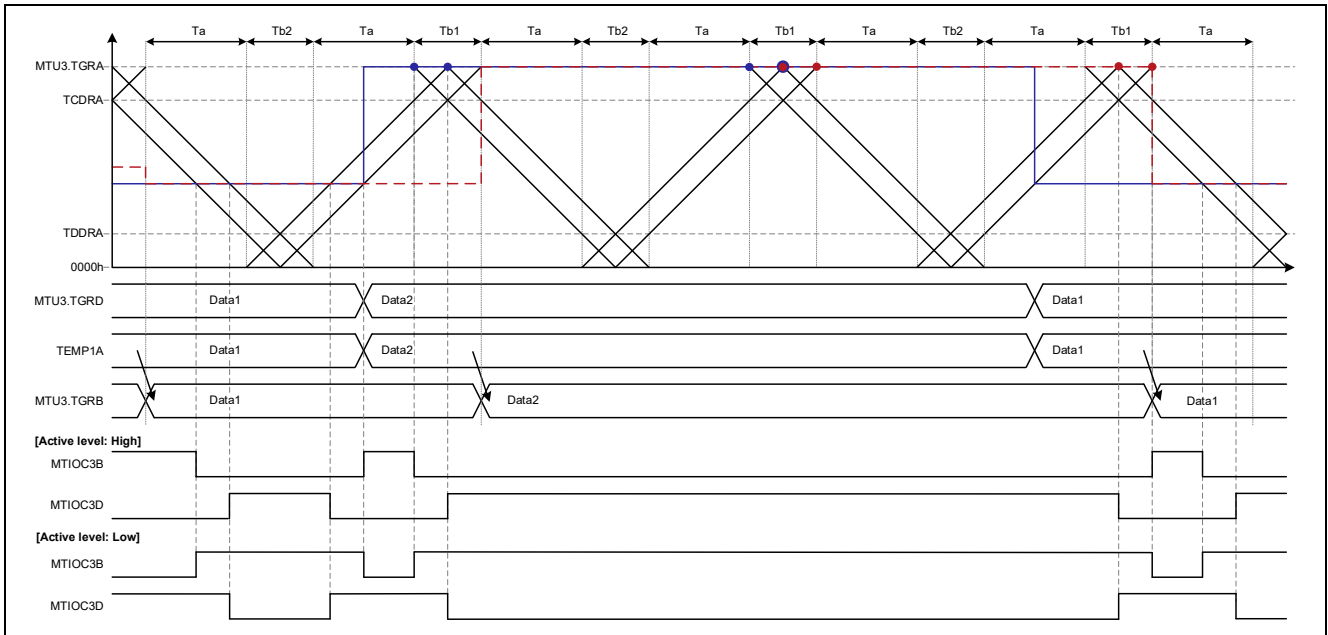 Ta Tb2 Ta Tb1 Ta Tb2 Ta Tb1 Ta Tb2 Ta Tb1 Ta
MTU3.TGRA
TCDRA
TDDRA
0000h
MTU3.TGRD Data1 Data2 Data1
TEMP1A Data1 Data2 Data1
MTU3.TGRB Data1 Data2 Data1
[Active level: High]
MTIOC3B
MTIOC3D
[Active level: Low]
MTIOC3B
MTIOC3D